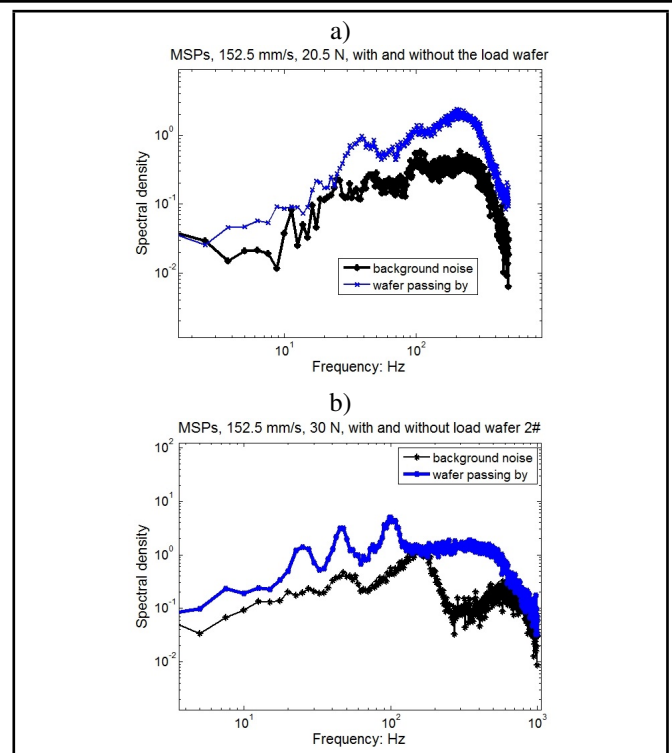 a)
MSPs, 152.5 mm/s, 20.5 N, with and without the load wafer
10^0
10^-1
10^-2
Spectral density
background noise
wafer passing by
10^1
10^2
Frequency: Hz
b)
MSPs, 152.5 mm/s, 30 N, with and without load wafer 2#
10^2
10^1
10^0
10^-1
10^-2
Spectral density
background noise
wafer passing by
10^1
10^2
10^3
Frequency: Hz